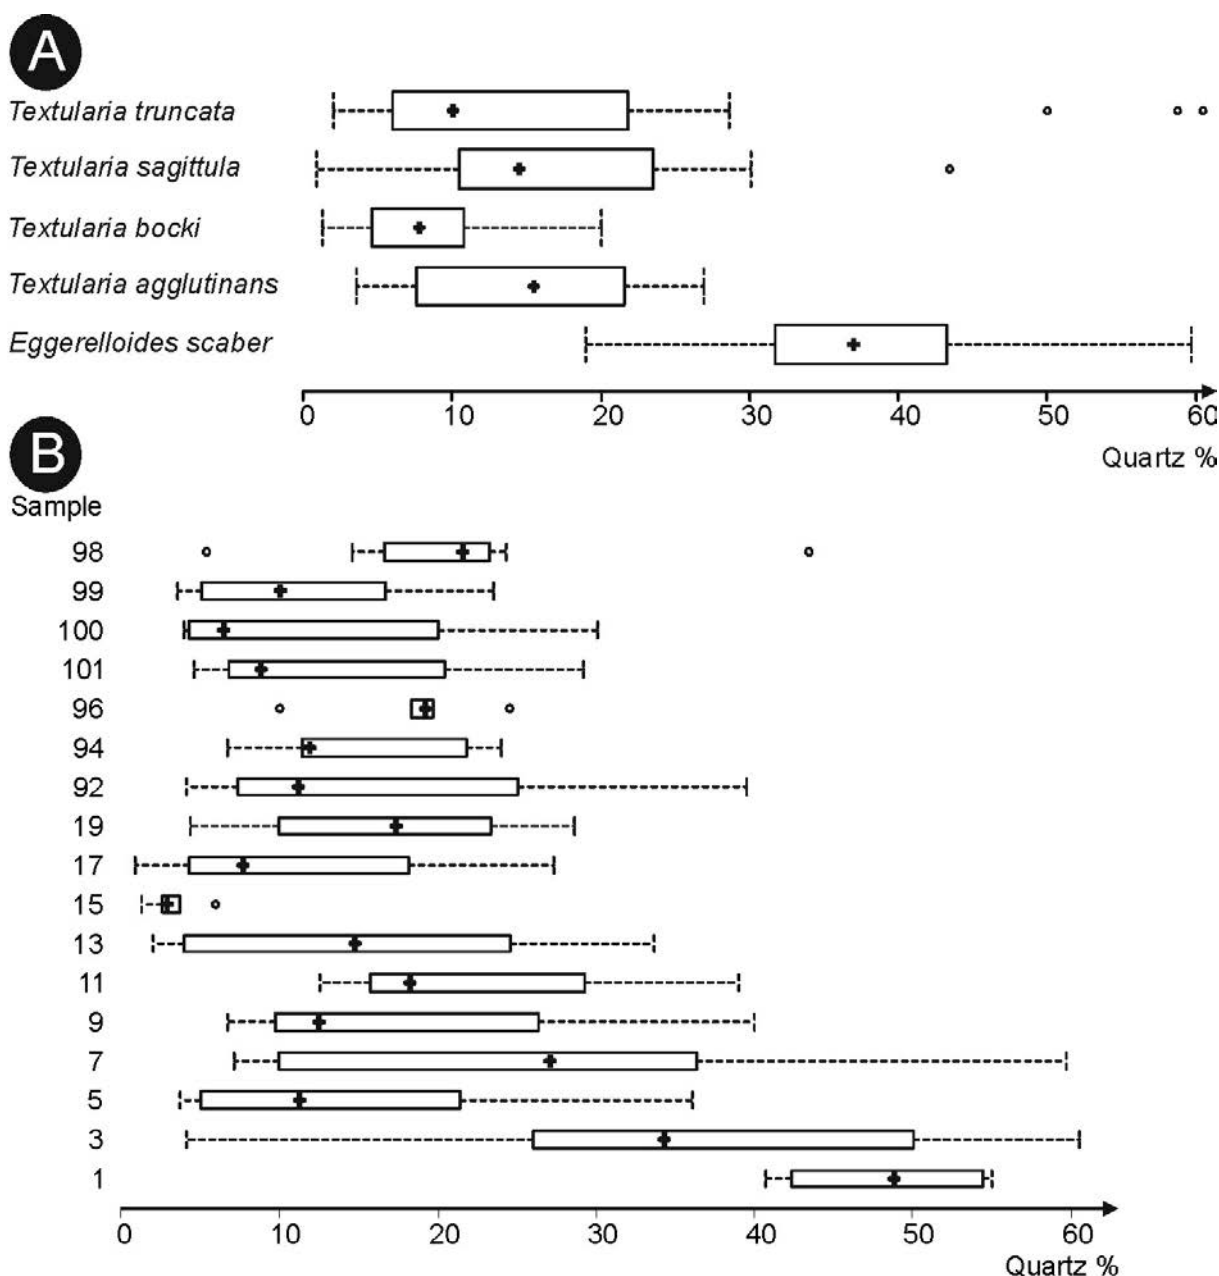 A
Textularia truncata
Textularia sagittula
Textularia bocki
Textularia agglutinans
Eggerelloides scaber
0 10 20 30 40 50 60
Quartz %
B
Sample
98
99
100
101
96
94
92
19
17
15
13
11
9
7
5
3
1
0 10 20 30 40 50 60
Quartz %